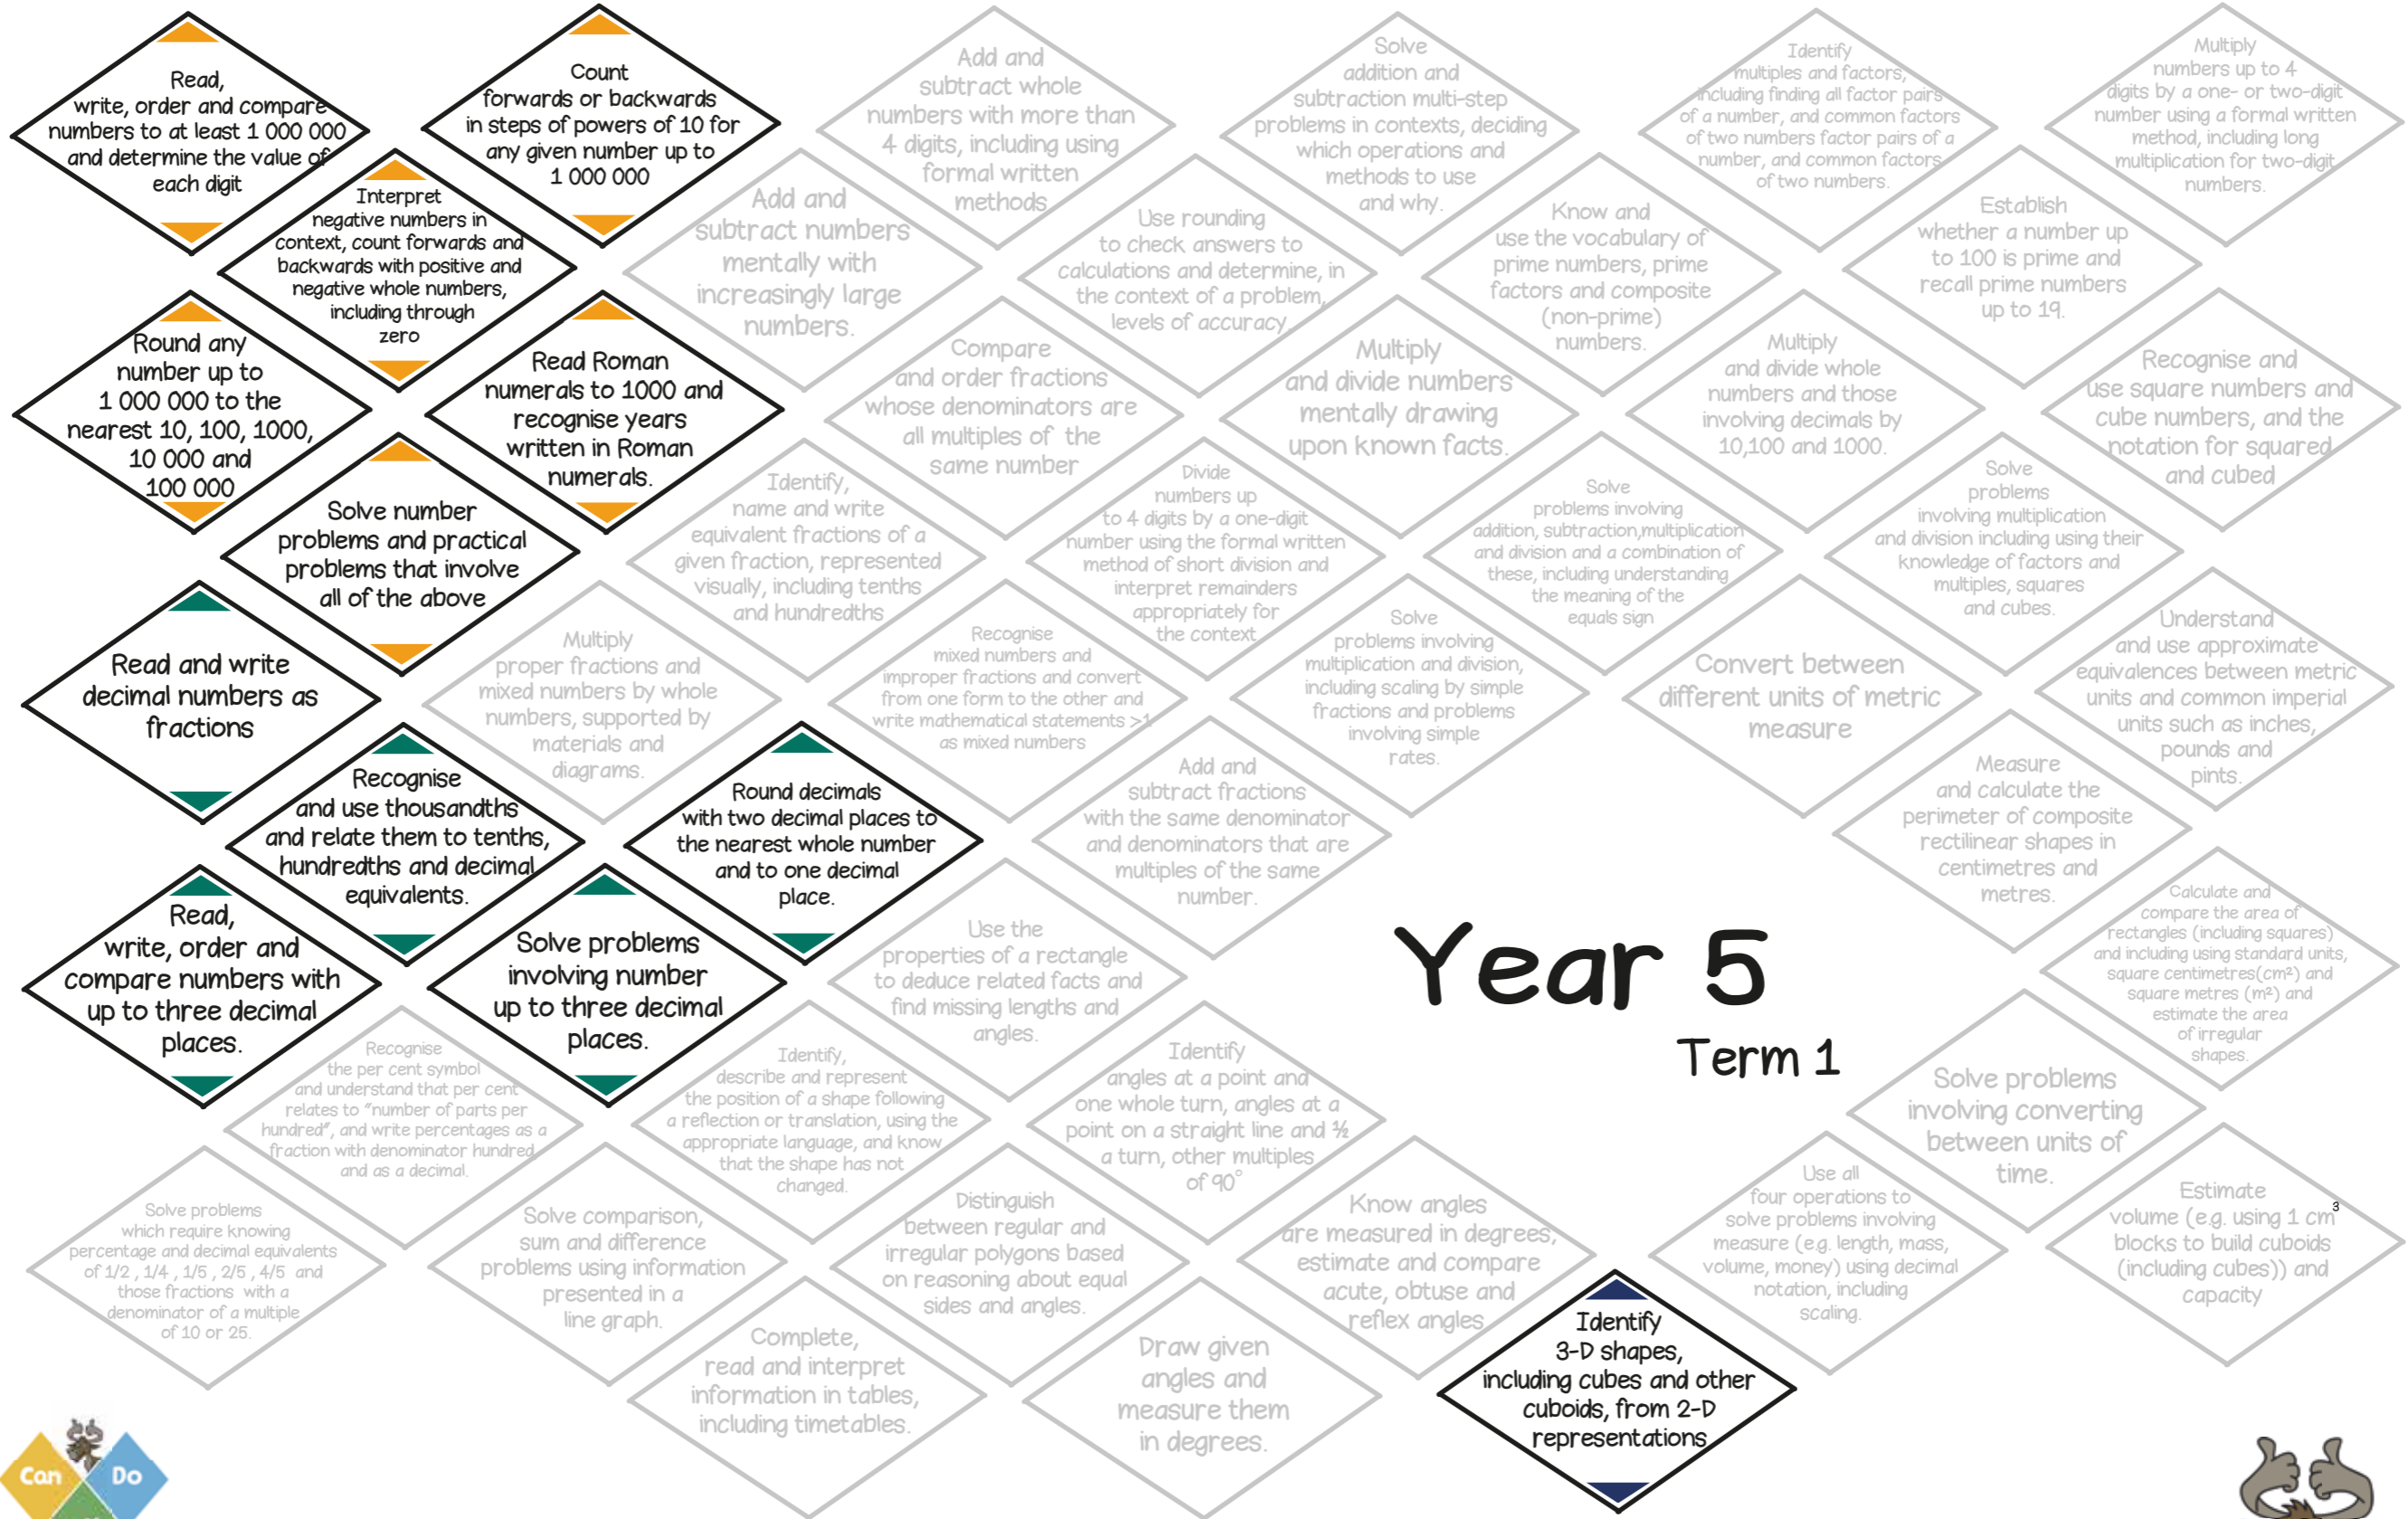 Read,
write, order and compare
numbers to at least 1 000 000
and determine the value of
each digit
Count
forwards or backwards
in steps of powers of 10 for
any given number up to
1 000 000
Add and
subtract whole
numbers with more than
4 digits, including using
formal written
methods
Solve
addition and
subtraction multi-step
problems in contexts, deciding
which operations and
methods to use
and why.
Identify
multiples and factors,
including finding all factor pairs
of a number, and common factors
of two numbers factor pairs of a
number, and common factors
of two numbers.
Multiply
numbers up to 4
digits by a one- or two-digit
number using a formal written
method, including long
multiplication for two-digit
numbers.
Interpret
negative numbers in
context, count forwards and
backwards with positive and
negative whole numbers,
including through
zero
Add and
subtract numbers
mentally with
increasingly large
numbers.
Use rounding
to check answers to
calculations and determine, in
the context of a problem,
levels of accuracy
Know and
use the vocabulary of
prime numbers, prime
factors and composite
(non-prime)
numbers.
Establish
whether a number up
to 100 is prime and
recall prime numbers
up to 19.
Round any
number up to
1 000 000 to the
nearest 10, 100, 1000,
10 000 and
100 000
Read Roman
numerals to 1000 and
recognise years
written in Roman
numerals.
Compare
and order fractions
whose denominators are
all multiples of the
same number
Multiply
and divide numbers
mentally drawing
upon known facts.
Multiply
and divide whole
numbers and those
involving decimals by
10,100 and 1000.
Recognise and
use square numbers and
cube numbers, and the
notation for squared
and cubed
Solve number
problems and practical
problems that involve
all of the above
Identify,
name and write
equivalent fractions of a
given fraction, represented
visually, including tenths
and hundredths
Divide
numbers up
to 4 digits by a one-digit
number using the formal written
method of short division and
interpret remainders
appropriately for
the context
Solve
problems involving
addition, subtraction,multiplication
and division and a combination of
these, including understanding
the meaning of the
equals sign
Solve
problems
involving multiplication
and division including using their
knowledge of factors and
multiples, squares
and cubes.
Read and write
decimal numbers as
fractions
Multiply
proper fractions and
mixed numbers by whole
numbers, supported by
materials and
diagrams.
Recognise
mixed numbers and
improper fractions and convert
from one form to the other and
write mathematical statements >1
as mixed numbers
Solve
problems involving
multiplication and division,
including scaling by simple
fractions and problems
involving simple
rates.
Convert between
different units of metric
measure
Understand
and use approximate
equivalences between metric
units and common imperial
units such as inches,
pounds and
pints.
Recognise
and use thousandths
and relate them to tenths,
hundredths and decimal
equivalents.
Round decimals
with two decimal places to
the nearest whole number
and to one decimal
place.
Add and
subtract fractions
with the same denominator
and denominators that are
multiples of the same
number.
Measure
and calculate the
perimeter of composite
rectilinear shapes in
centimetres and
metres.
Read,
write, order and
compare numbers with
up to three decimal
places.
Solve problems
involving number
up to three decimal
places.
Use the
properties of a rectangle
to deduce related facts and
find missing lengths and
angles.
Year 5
Term 1
Calculate and
compare the area of
rectangles (including squares)
and including using standard units,
square centimetres(cm²) and
square metres (m²) and
estimate the area
of irregular
shapes.
Recognise
the per cent symbol
and understand that per cent
relates to "number of parts per
hundred", and write percentages as a
fraction with denominator hundred
and as a decimal.
Identify,
describe and represent
the position of a shape following
a reflection or translation, using the
appropriate language, and know
that the shape has not
changed.
Identify
angles at a point and
one whole turn, angles at a
point on a straight line and ½
a turn, other multiples
of 90°
Solve problems
involving converting
between units of
time.
Solve problems
which require knowing
percentage and decimal equivalents
of 1/2 , 1/4 , 1/5 , 2/5 , 4/5 and
those fractions with a
denominator of a multiple
of 10 or 25.
Solve comparison,
sum and difference
problems using information
presented in a
line graph.
Distinguish
between regular and
irregular polygons based
on reasoning about equal
sides and angles.
Know angles
are measured in degrees,
estimate and compare
acute, obtuse and
reflex angles
Use all
four operations to
solve problems involving
measure (e.g. length, mass,
volume, money) using decimal
notation, including
scaling.
Estimate
volume (e.g. using 1 cm³
blocks to build cuboids
(including cubes)) and
capacity
Complete,
read and interpret
information in tables,
including timetables.
Draw given
angles and
measure them
in degrees.
Identify
3-D shapes,
including cubes and other
cuboids, from 2-D
representations
Can Do